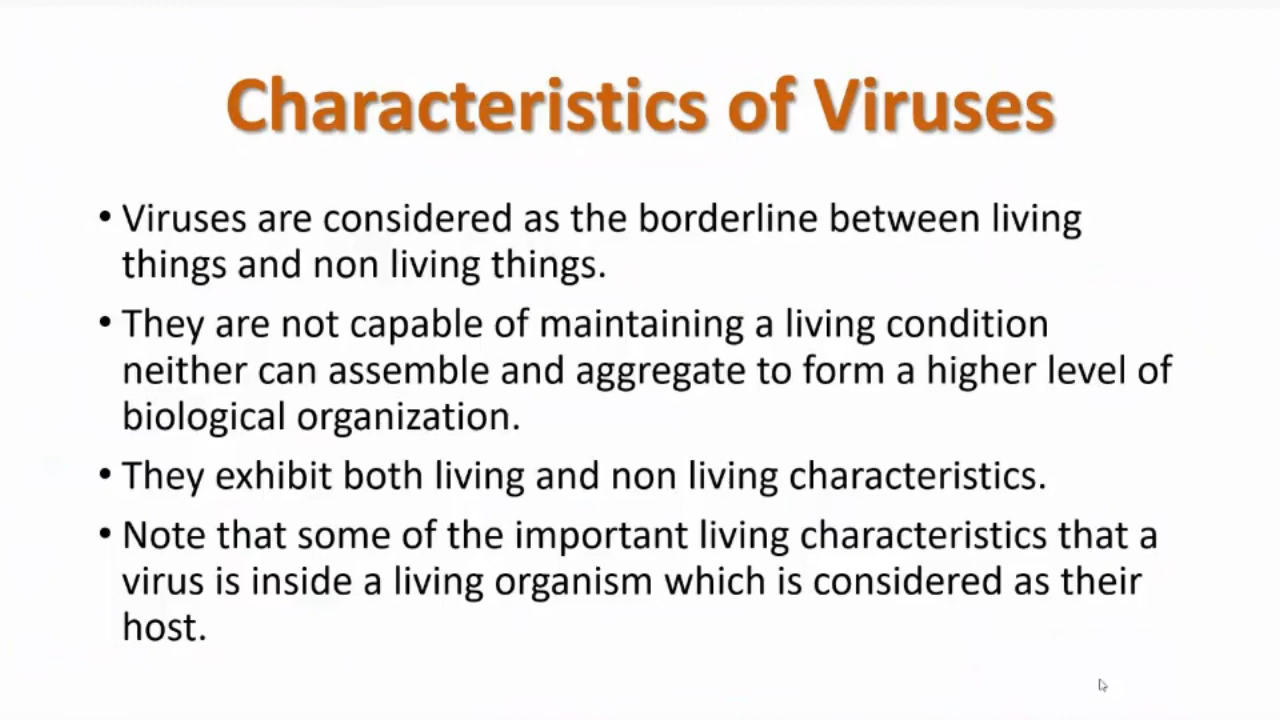 Characteristics of Viruses
• Viruses are considered as the borderline between living
things and non living things.
• They are not capable of maintaining a living condition
neither can assemble and aggregate to form a higher level of
biological organization.
• They exhibit both living and non living characteristics.
• Note that some of the important living characteristics that a
virus is inside a living organism which is considered as their
host.